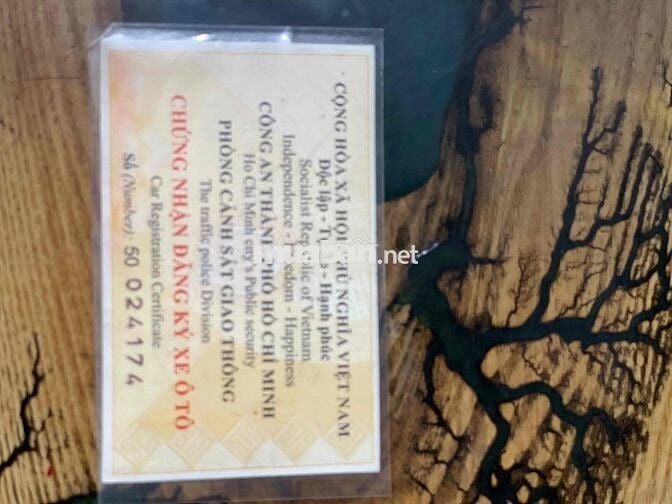 CỘNG HÒA XÃ HỘI CHỦ NGHĨA VIỆT NAM
Độc lập - Tự do - Hạnh phúc
Socialist Republic of Vietnam
Independence - Freedom - Happiness
CÔNG AN THÀNH PHỐ HỒ CHÍ MINH
Ho Chi Minh city's Public security
PHÒNG CẢNH SÁT GIAO THÔNG
The traffic police Division
CHỨNG NHẬN ĐĂNG KÝ XE Ô TÔ
Car Registration Certificate
Số (Number): 50 024174
muaban.net